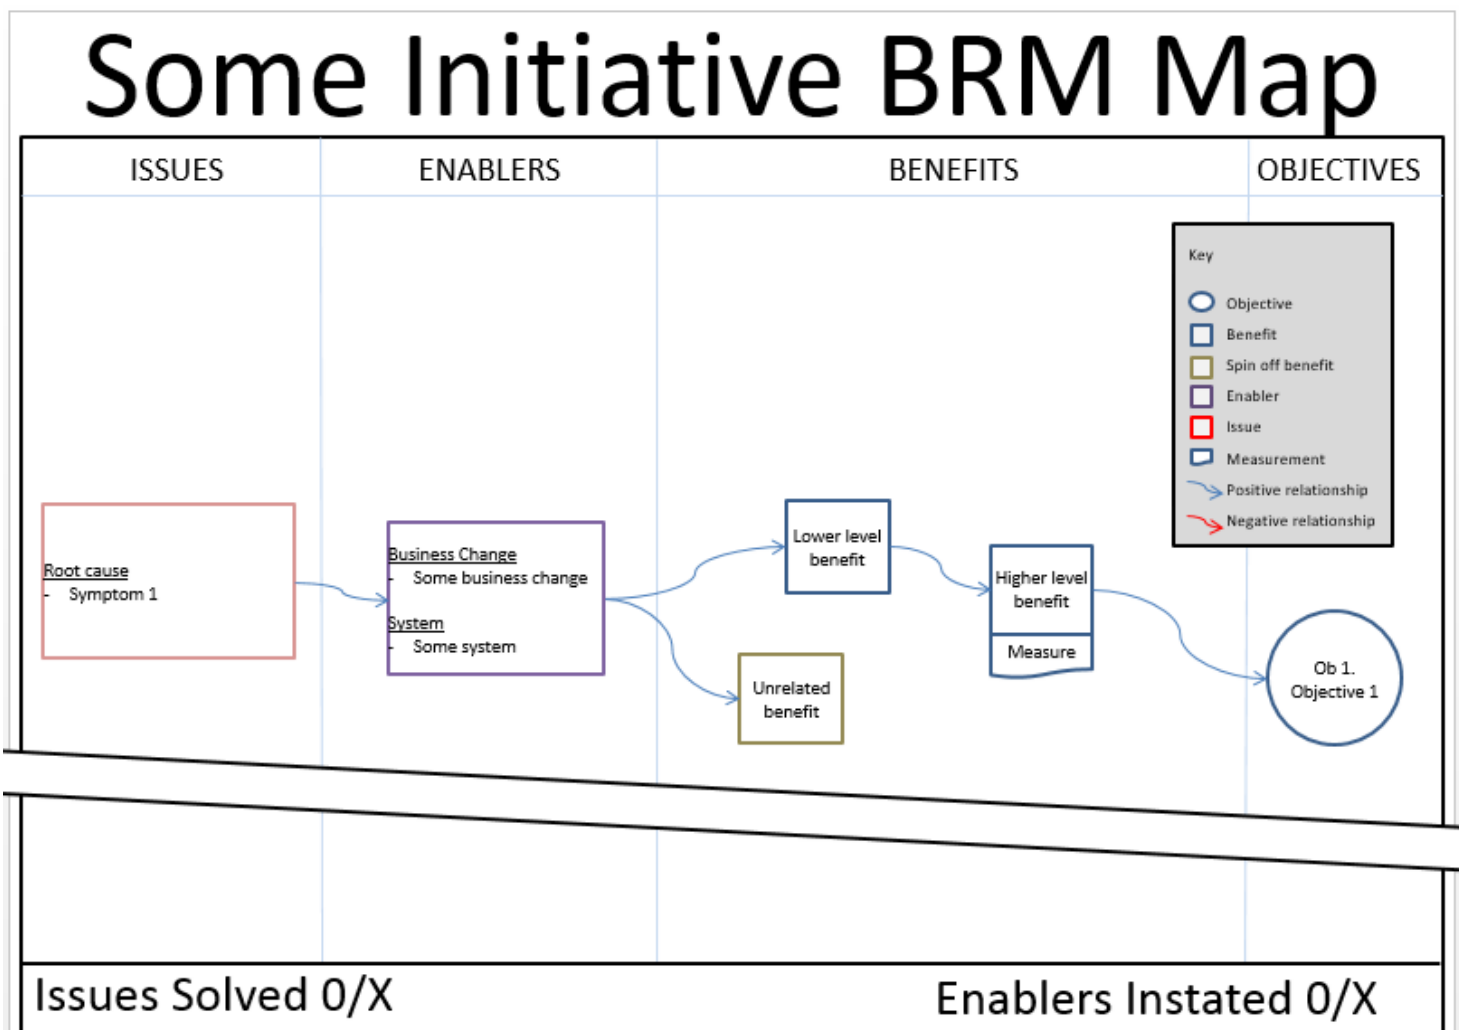 Some Initiative BRM Map
ISSUES
ENABLERS
BENEFITS
OBJECTIVES
Key
Objective
Benefit
Spin off benefit
Enabler
Issue
Measurement
Positive relationship
Negative relationship
Root cause
- Symptom 1
Business Change
- Some business change
System
- Some system
Lower level
benefit
Unrelated
benefit
Higher level
benefit
Measure
Ob 1.
Objective 1
Issues Solved 0/X
Enablers Instated 0/X